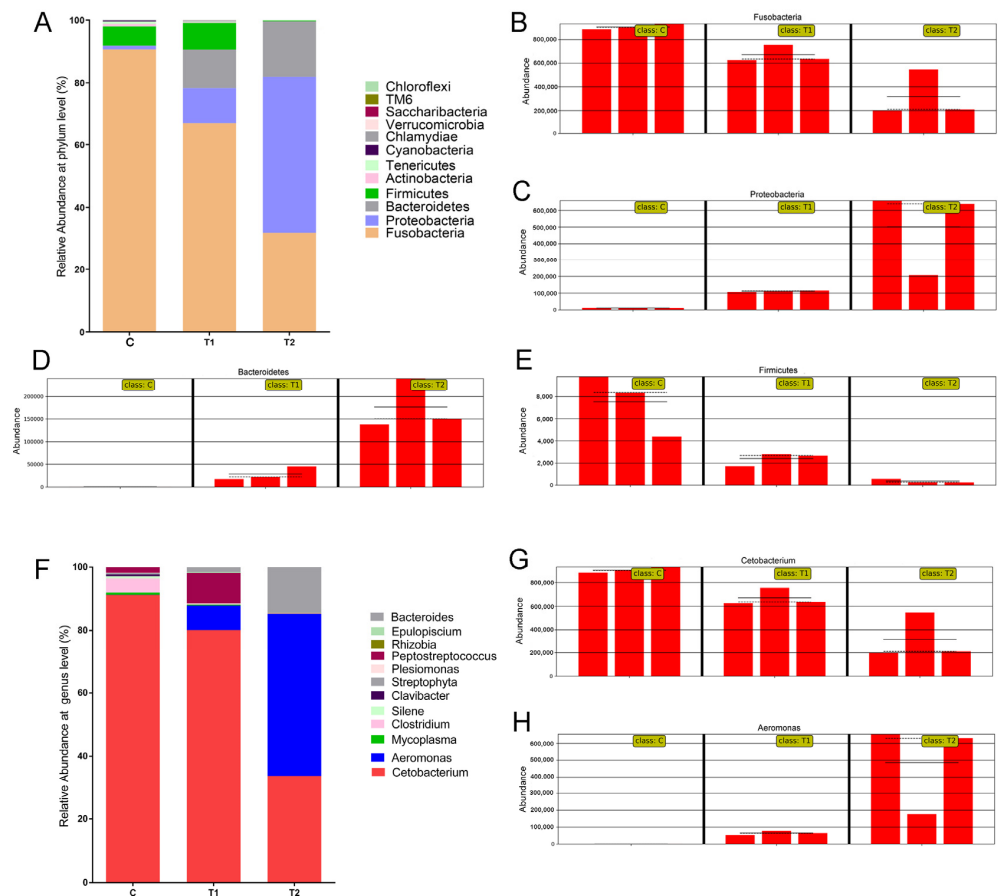 A
Relative Abundance at phylum level (%)
100
80
60
40
20
0
C
T1
T2
Chloroflexi
TM6
Saccharibacteria
Verrucomicrobia
Chlamydiae
Cyanobacteria
Tenericutes
Actinobacteria
Firmicutes
Bacteroidetes
Proteobacteria
Fusobacteria
B
Fusobacteria
Abundance
800,000
600,000
400,000
200,000
0
class: C
class: T1
class: T2
C
Proteobacteria
Abundance
600,000
500,000
400,000
300,000
200,000
100,000
0
class: C
class: T1
class: T2
D
Bacteroidetes
Abundance
200000
150000
100000
50000
0
class: C
class: T1
class: T2
E
Firmicutes
Abundance
8,000
6,000
4,000
2,000
0
class: C
class: T1
class: T2
F
Relative Abundance at genus level (%)
100
80
60
40
20
0
C
T1
T2
Bacteroides
Epulopiscium
Rhizobia
Peptostreptococcus
Plesiomonas
Streptophyta
Clavibacter
Silene
Clostridium
Mycoplasma
Aeromonas
Cetobacterium
G
Cetobacterium
Abundance
800,000
600,000
400,000
200,000
0
class: C
class: T1
class: T2
H
Aeromonas
Abundance
600,000
500,000
400,000
300,000
200,000
100,000
0
class: C
class: T1
class: T2